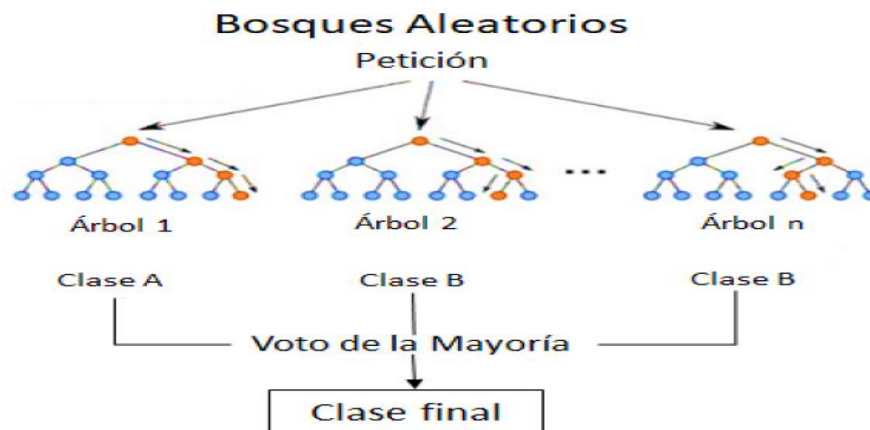 Bosques Aleatorios
Petición
...
Árbol 1
Árbol 2
Árbol n
Clase A
Clase B
Clase B
Voto de la Mayoría
Clase final